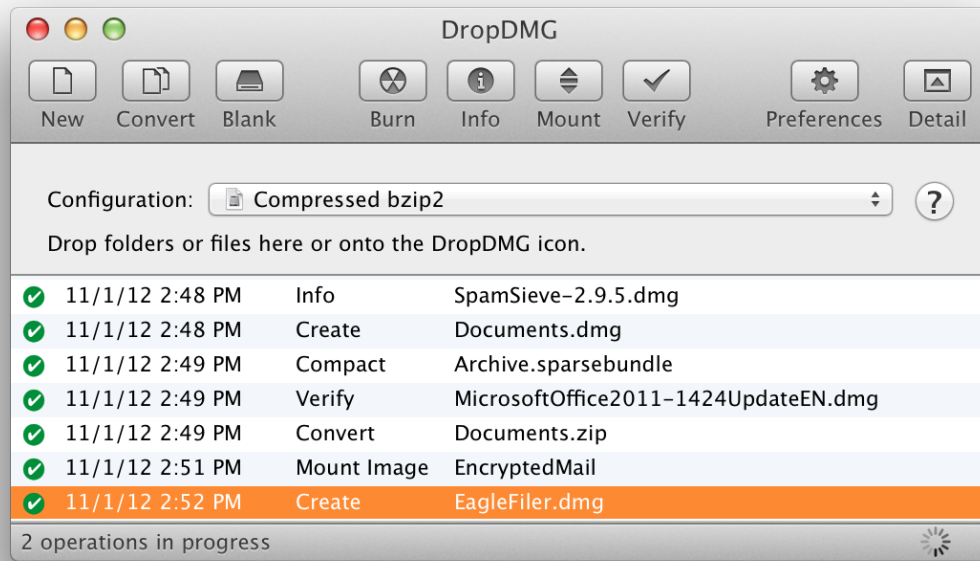 DropDMG
New Convert Blank Burn Info Mount Verify Preferences Detail
Configuration: Compressed bzip2 ?
Drop folders or files here or onto the DropDMG icon.
11/1/12 2:48 PM Info SpamSieve-2.9.5.dmg
11/1/12 2:48 PM Create Documents.dmg
11/1/12 2:49 PM Compact Archive.sparsebundle
11/1/12 2:49 PM Verify MicrosoftOffice2011-1424UpdateEN.dmg
11/1/12 2:49 PM Convert Documents.zip
11/1/12 2:51 PM Mount Image EncryptedMail
11/1/12 2:52 PM Create EagleFiler.dmg
2 operations in progress